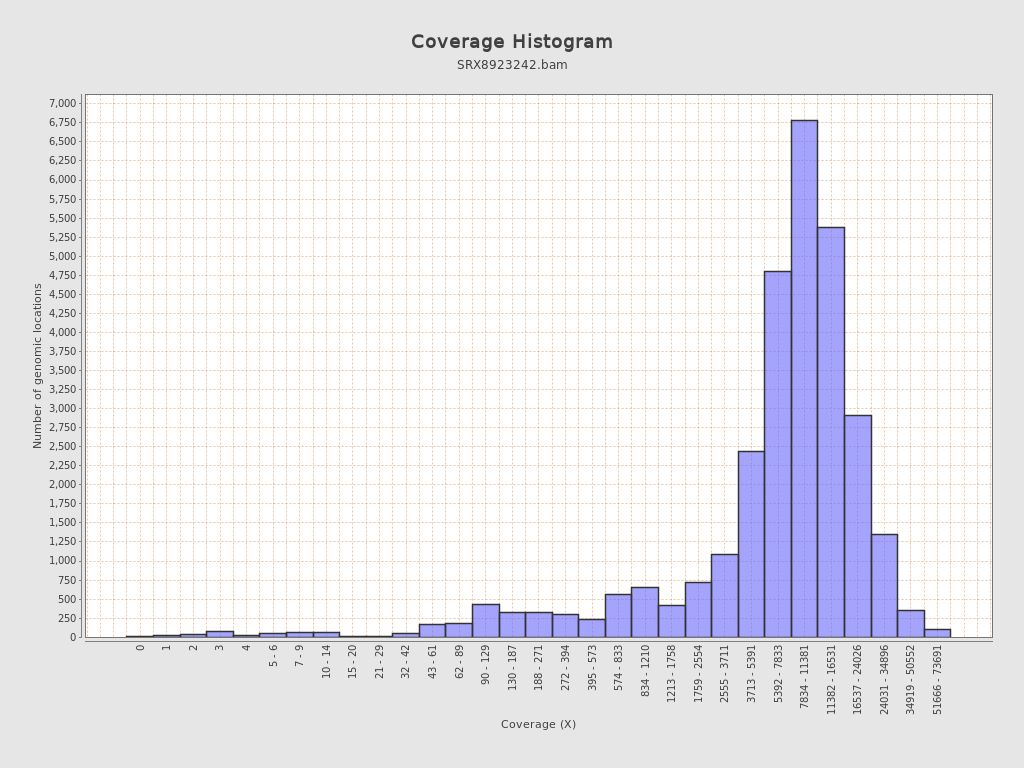 Coverage Histogram
SRX8923242.bam
7,000
6,750
6,500
6,250
6,000
5,750
5,500
5,250
5,000
4,750
4,500
4,250
4,000
3,750
3,500
3,250
3,000
2,750
2,500
2,250
2,000
1,750
1,500
1,250
1,000
750
500
250
0
Number of genomic locations
0
1
2
3
4
5 - 6
7 - 9
10 - 14
15 - 20
21 - 29
32 - 42
43 - 61
62 - 89
90 - 129
130 - 187
188 - 271
272 - 394
395 - 573
574 - 833
834 - 1210
1213 - 1758
1759 - 2554
2555 - 3711
3713 - 5391
5392 - 7833
7834 - 11381
11382 - 16531
16537 - 24026
24031 - 34896
34919 - 50552
51666 - 73691
Coverage (X)